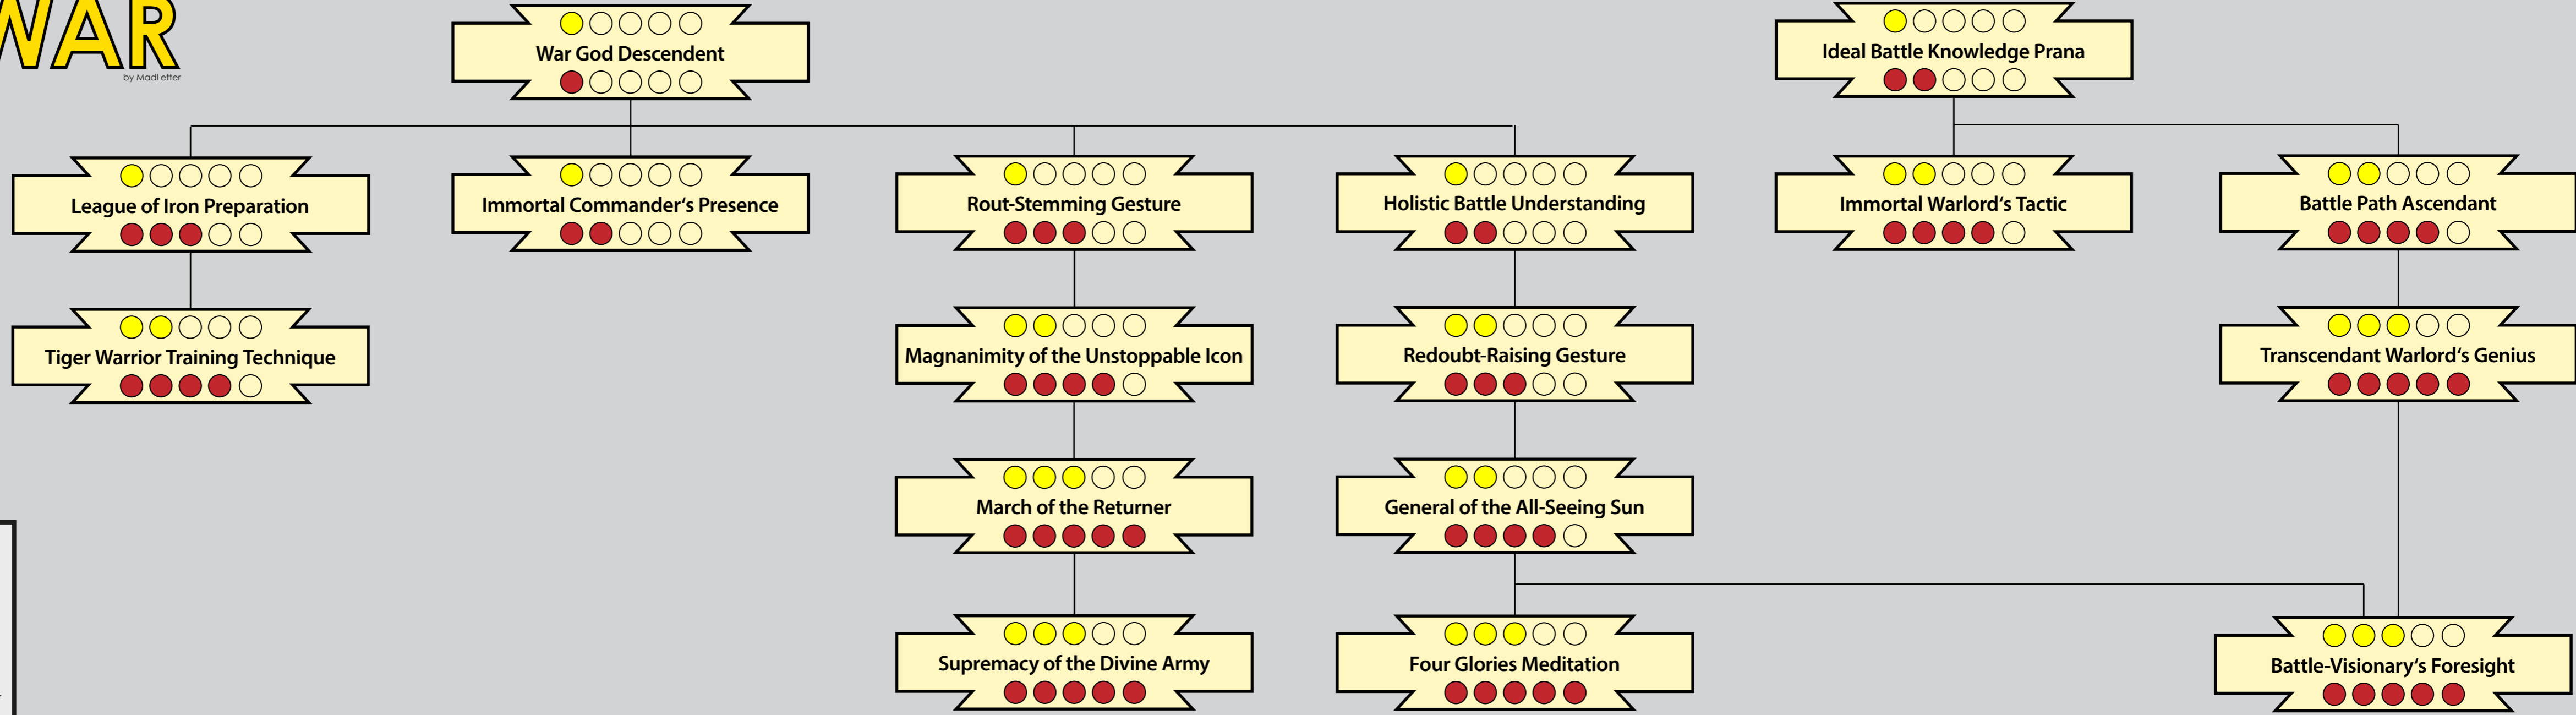 WAR
by MadLetter
War God Descendent
Ideal Battle Knowledge Prana
League of Iron Preparation
Immortal Commander's Presence
Rout-Stemming Gesture
Holistic Battle Understanding
Immortal Warlord's Tactic
Battle Path Ascendant
Tiger Warrior Training Technique
Magnanimity of the Unstoppable Icon
Redoubt-Raising Gesture
Transcendant Warlord's Genius
March of the Returner
General of the All-Seeing Sun
Supremacy of the Divine Army
Four Glories Meditation
Battle-Visionary's Foresight